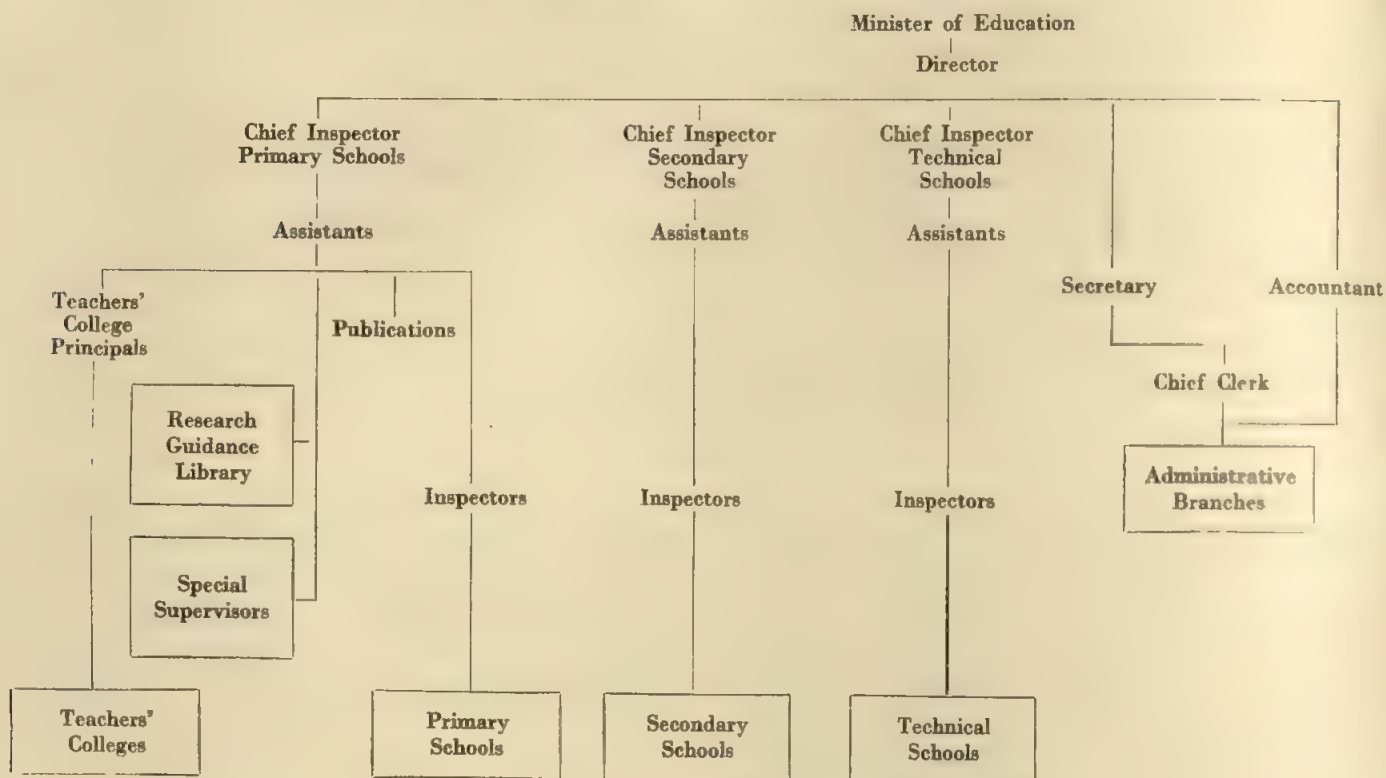 Minister of Education
Director
Chief Inspector
Primary Schools
Chief Inspector
Secondary
Schools
Chief Inspector
Technical
Schools
Assistants
Assistants
Assistants
Secretary
Accountant
Teachers'
College
Principals
Publications
Chief Clerk
Research
Guidance
Library
Administrative
Branches
Inspectors
Inspectors
Inspectors
Special
Supervisors
Teachers'
Colleges
Primary
Schools
Secondary
Schools
Technical
Schools